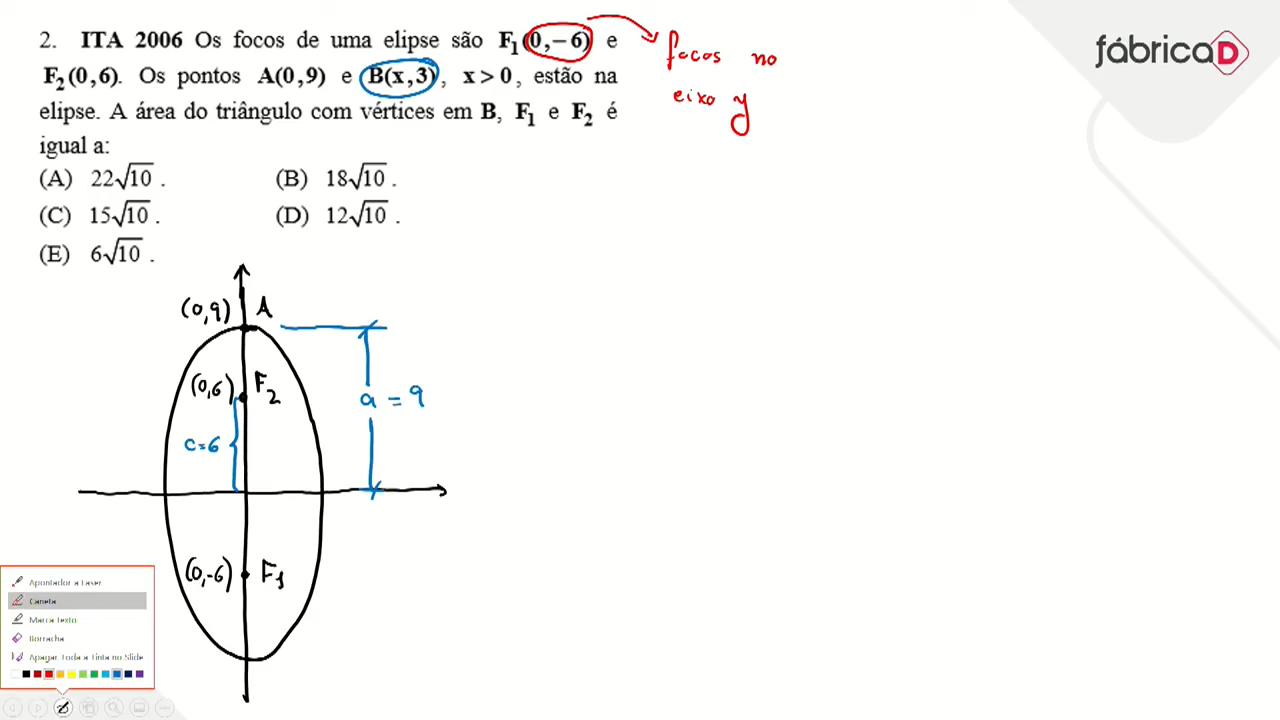 2. ITA 2006 Os focos de uma elipse são F₁(0,−6) e
F₂(0,6). Os pontos A(0,9) e B(x,3), x>0, estão na
elipse. A área do triângulo com vértices em B, F₁ e F₂ é
igual a:
(A) 22√10 . (B) 18√10 .
(C) 15√10 . (D) 12√10 .
(E) 6√10 .
focos no
eixo y
fábricaD
(0,9) A
(0,6) F₂
a = 9
c=6
(0,-6) F₁
Apontador a Laser
Caneta
Marca Texto
Borracha
Apagar Toda a Tinta no Slide